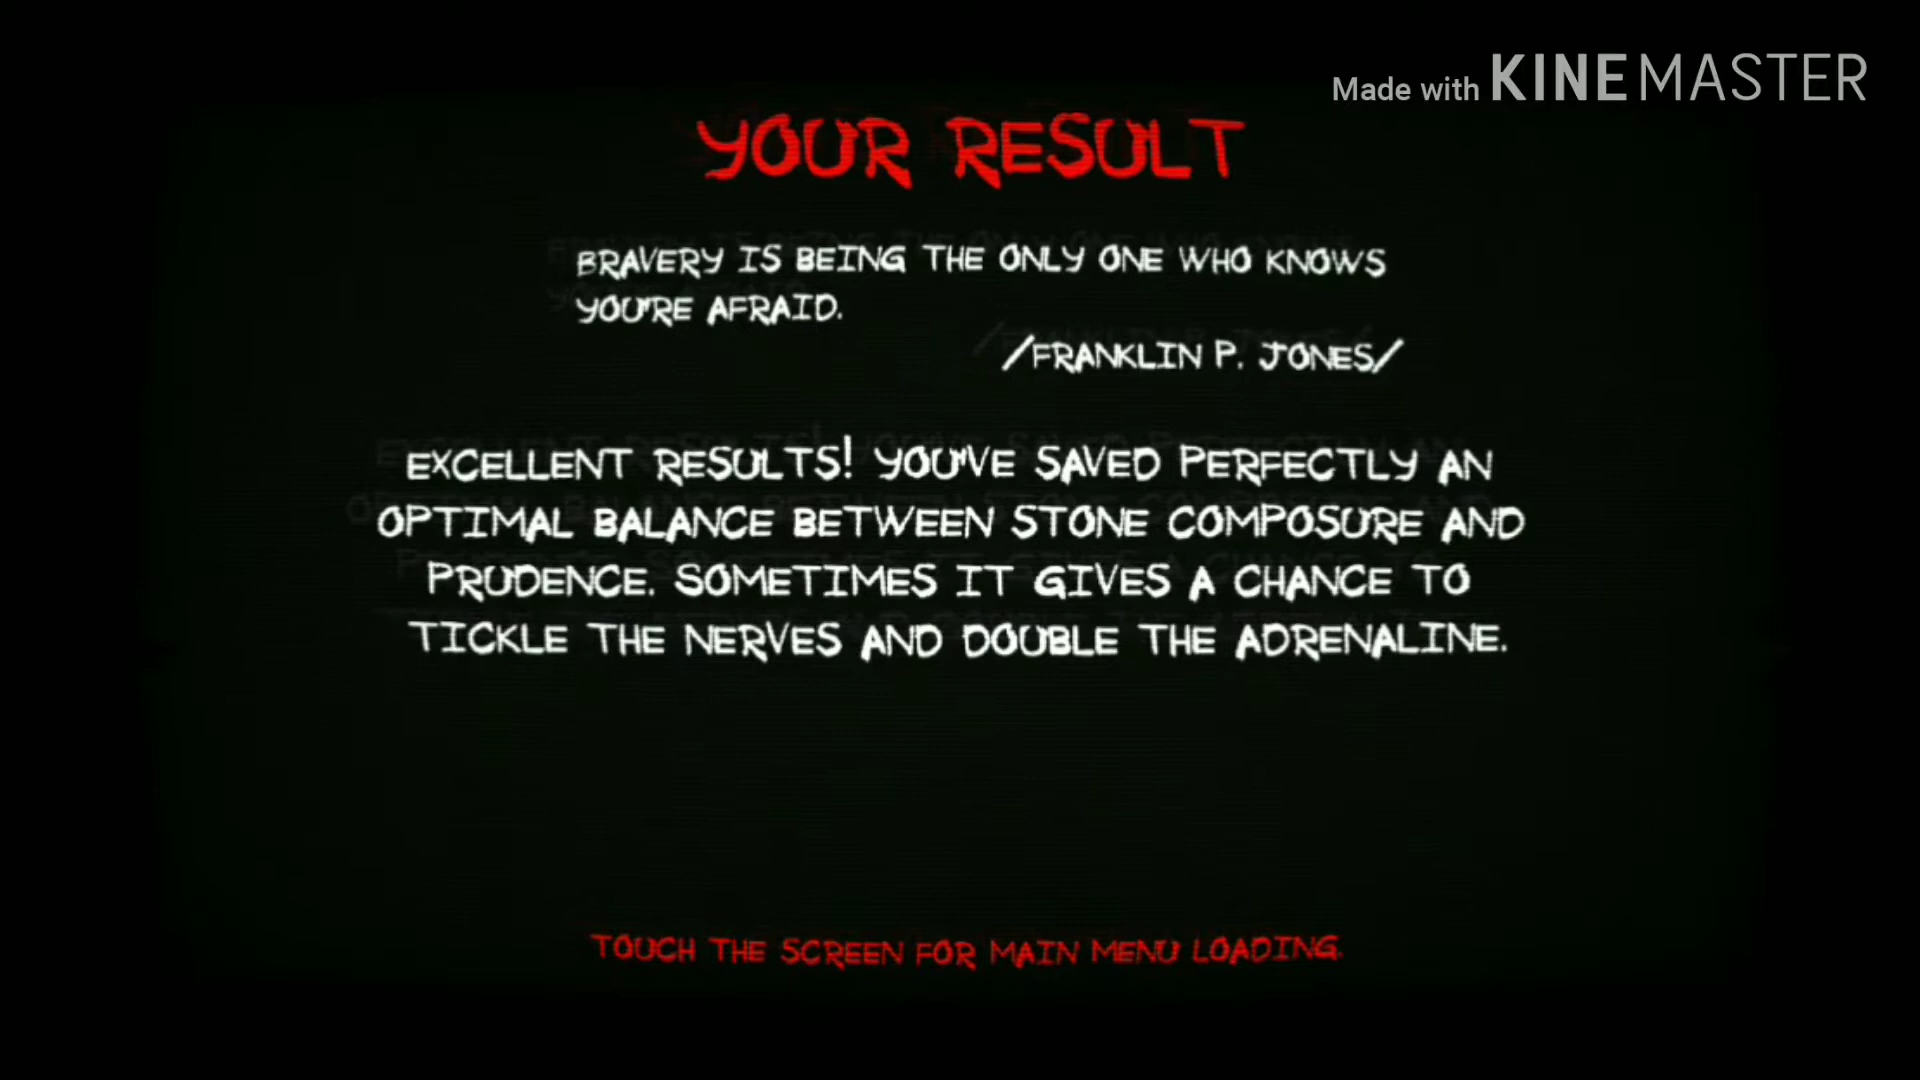 Made with KINEMASTER
YOUR RESULT
BRAVERY IS BEING THE ONLY ONE WHO KNOWS
YOU'RE AFRAID.
/FRANKLIN P. JONES/
EXCELLENT RESULTS! YOU'VE SAVED PERFECTLY AN
OPTIMAL BALANCE BETWEEN STONE COMPOSURE AND
PRUDENCE. SOMETIMES IT GIVES A CHANCE TO
TICKLE THE NERVES AND DOUBLE THE ADRENALINE.
TOUCH THE SCREEN FOR MAIN MENU LOADING.